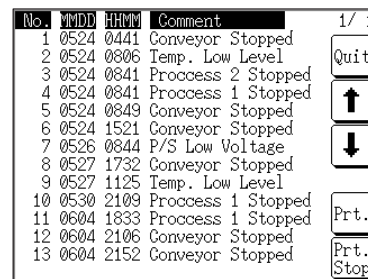 No. MMDD HHMM Comment 1/
1 0524 0441 Conveyor Stopped
2 0524 0806 Temp. Low Level
3 0524 0841 Proccess 2 Stopped
4 0524 0841 Proccess 1 Stopped
5 0524 0849 Conveyor Stopped
6 0524 1521 Conveyor Stopped
7 0526 0844 P/S Low Voltage
8 0527 1732 Conveyor Stopped
9 0527 1125 Temp. Low Level
10 0530 2109 Proccess 1 Stopped
11 0604 1833 Proccess 1 Stopped
12 0604 2106 Conveyor Stopped
13 0604 2152 Conveyor Stopped
Quit
Prt.
Prt.
Stop